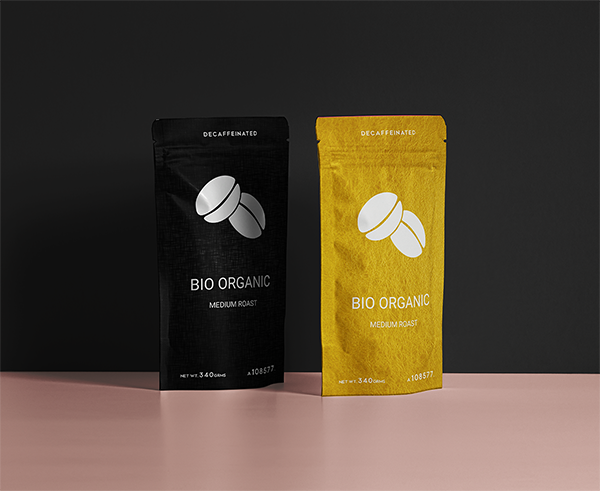 DECAFFEINATED
BIO ORGANIC
MEDIUM ROAST
NET WT. 340GRMS
A108577
DECAFFEINATED
BIO ORGANIC
MEDIUM ROAST
NET WT. 340GRMS
A108577